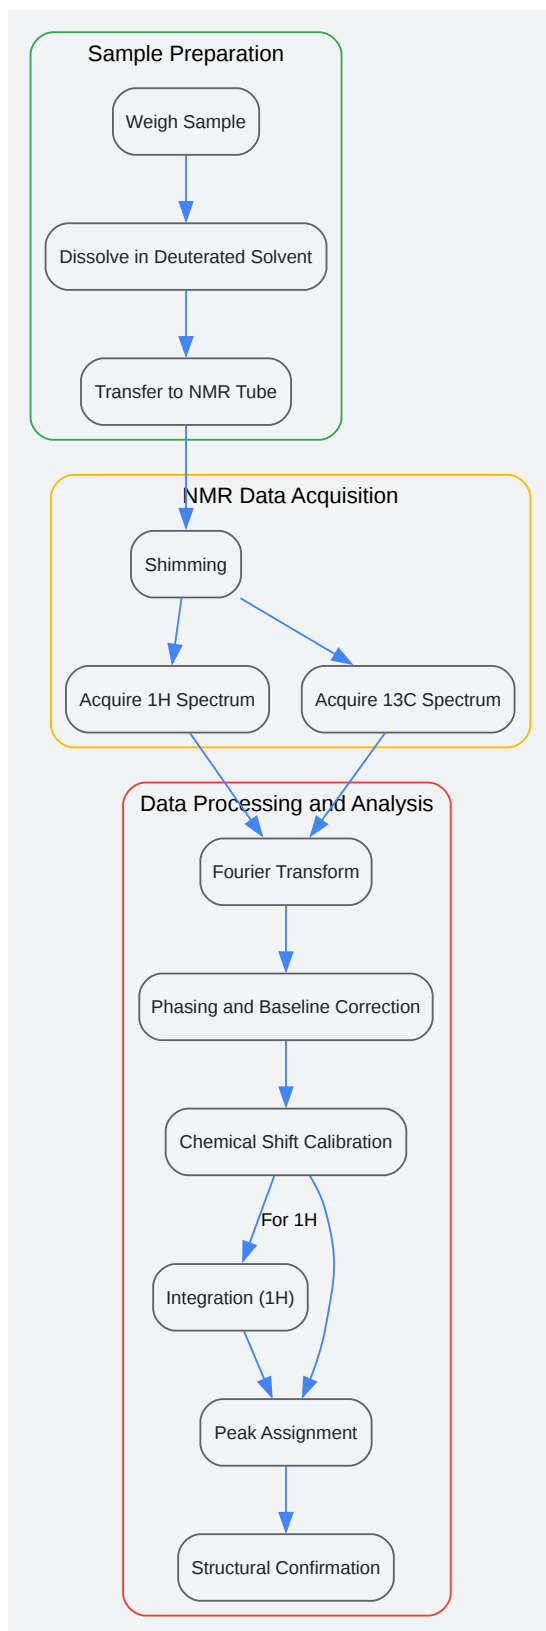 Sample Preparation
Weigh Sample
Dissolve in Deuterated Solvent
Transfer to NMR Tube
NMR Data Acquisition
Shimming
Acquire 1H Spectrum
Acquire 13C Spectrum
Data Processing and Analysis
Fourier Transform
Phasing and Baseline Correction
Chemical Shift Calibration
For 1H
Integration (1H)
Peak Assignment
Structural Confirmation